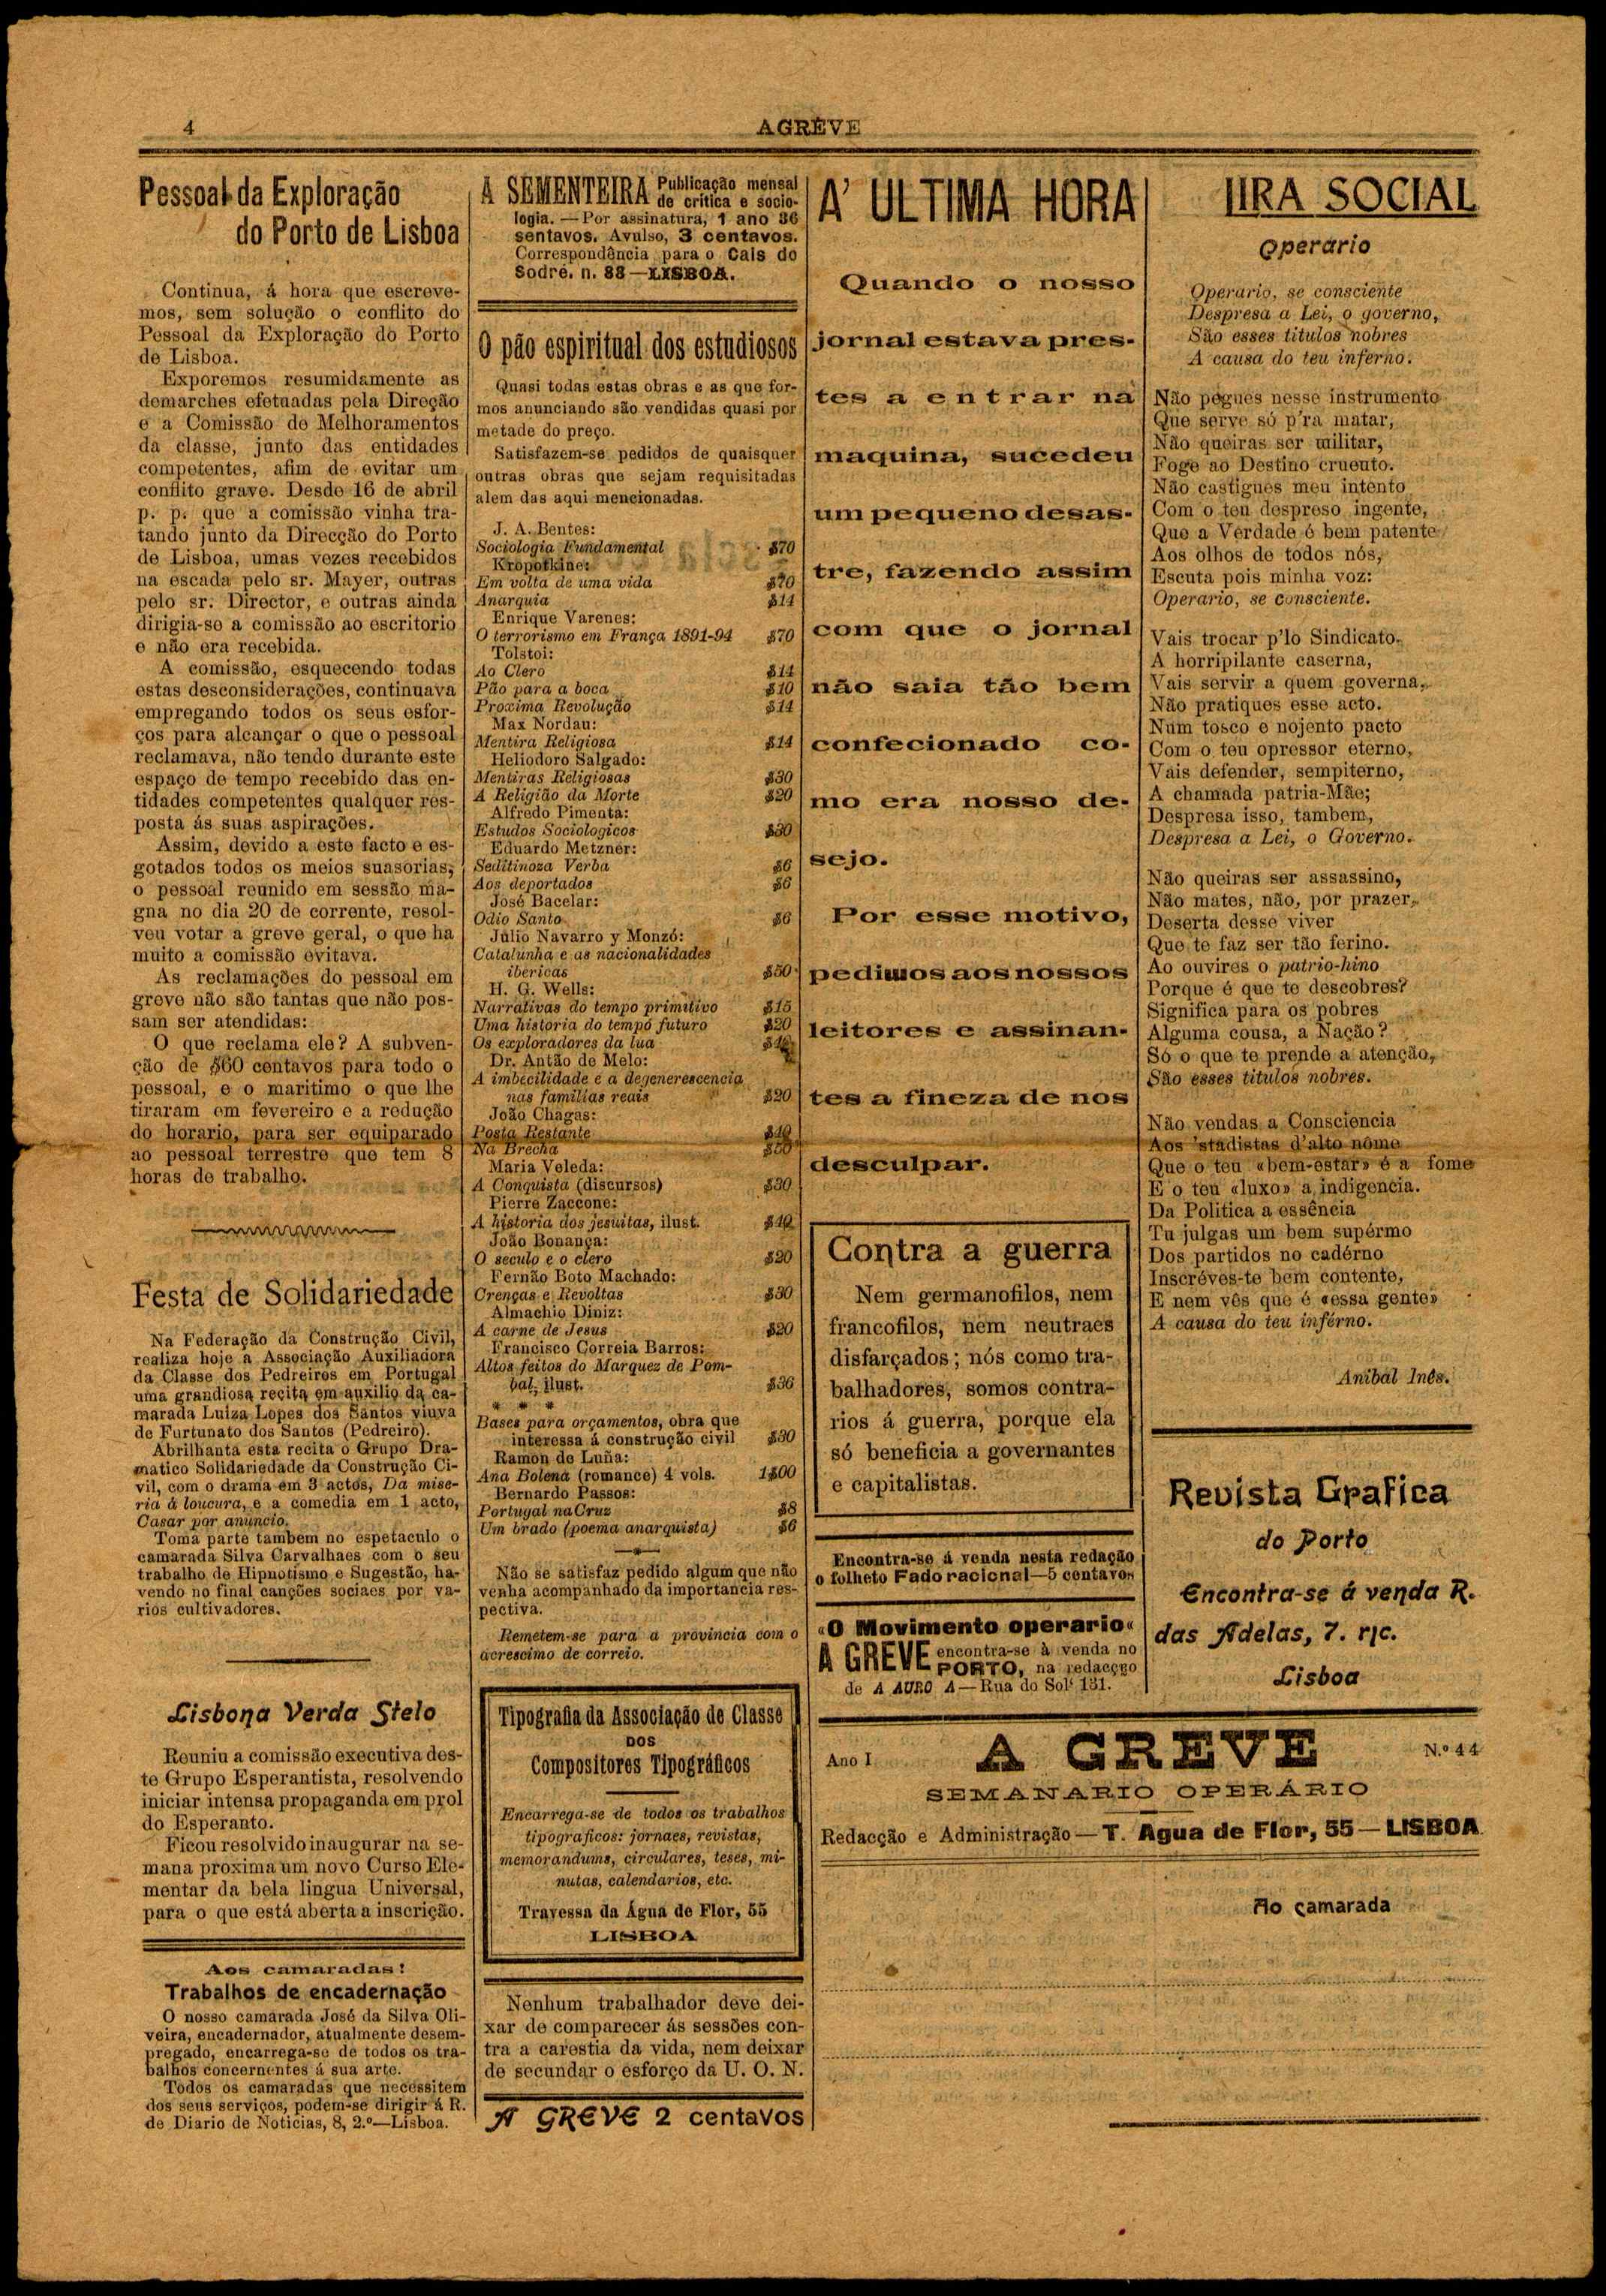 4
A GRÈVE
Pessoal da Exploração
do Porto de Lisboa
Continua, á hora que escreve-
mos, sem solução o conflito do
Pessoal da Exploração do Porto
de Lisboa.
Exporemos resumidamente as
demarches efetuadas pela Direção
e a Comissão de Melhoramentos
da classe, junto das entidades
competentes, afim de evitar um
conflito grave. Desde 16 de abril
p. p. que a comissão vinha tra-
tando junto da Direcção do Porto
de Lisboa, umas vezes recebidos
na escada pelo sr. Mayer, outras
pelo sr. Director, e outras ainda
dirigia-se a comissão ao escritorio
e não era recebida.
A comissão, esquecendo todas
estas desconsiderações, continuava
empregando todos os seus esfor-
ços para alcançar o que o pessoal
reclamava, não tendo durante este
espaço de tempo recebido das en-
tidades competentes qualquer res-
posta ás suas aspirações.
Assim, devido a este facto e es-
gotados todos os meios suasorias,
o pessoal reunido em sessão ma-
gna no dia 20 de corrente, resol-
veu votar a greve geral, o que ha
muito a comissão evitava.
As reclamações do pessoal em
greve não são tantas que não pos-
sam ser atendidas:
O que reclama ele? A subven-
ção de $60 centavos para todo o
pessoal, e o maritimo o que lhe
tiraram em fevereiro e a redução
do horario, para ser equiparado
ao pessoal terrestre que tem 8
horas de trabalho.
Festa de Solidariedade
Na Federação da Construção Civil,
realiza hoje a Associação Auxiliadora
da Classe dos Pedreiros em Portugal
uma grandiosa recita em auxilio da ca-
marada Luiza Lopes dos Santos viuva
de Furtunato dos Santos (Pedreiro).
Abrilhanta esta recita o Grupo Dra-
matico Solidariedade da Construção Ci-
vil, com o drama em 3 actos, Da mise-
ria á loucura, e a comedia em 1 acto,
Casar por anuncio.
Toma parte tambem no espetaculo o
camarada Silva Carvalhaes com o seu
trabalho de Hipnotismo e Sugestão, ha-
vendo no final canções sociaes por va-
rios cultivadores.
Lisbona Verda Stelo
Reuniu a comissão executiva des-
te Grupo Esperantista, resolvendo
iniciar intensa propaganda em prol
do Esperanto.
Ficou resolvido inaugurar na se-
mana proxima um novo Curso Ele-
mentar da bela lingua Universal,
para o que está aberta a inscrição.
Aos camaradas!
Trabalhos de encadernação
O nosso camarada José da Silva Oli-
veira, encadernador, atualmente desem-
pregado, encarrega-se de todos os tra-
balhos concernentes á sua arte.
Todos os camaradas que necessitem
dos seus serviços, podem-se dirigir á R.
de Diario de Noticias, 8, 2.º—Lisboa.
A SEMENTEIRA Publicação mensal
de crítica e socio-
logia. — Por assinatura, 1 ano 36
sentavos. Avulso, 3 centavos.
Correspondência para o Cais do
Sodré, n. 88—LISBOA.
O pão espiritual dos estudiosos
Quasi todas estas obras e as que for-
mos anunciando são vendidas quasi por
metade do preço.
Satisfazem-se pedidos de quaisquer
outras obras que sejam requisitadas
alem das aqui mencionadas.
J. A. Bentes:
Sociologia Fundamental $70
Kropotkine:
Em volta de uma vida $70
Anarquia $14
Enrique Varenes:
O terrorismo em França 1891-94 $70
Tolstoi:
Ao Clero $14
Pão para a boca $10
Proxima Revolução $14
Max Nordau:
Mentira Religiosa $14
Heliodoro Salgado:
Mentiras Religiosas $30
A Religião da Morte $20
Alfredo Pimenta:
Estudos Sociologicos $30
Eduardo Metzner:
Seditinoza Verba $6
Aos deportados $6
José Bacelar:
Odio Santo $6
Julio Navarro y Monzó:
Catalunha e as nacionalidades
ibericas $50
H. G. Wells:
Narrativas do tempo primitivo $15
Uma historia do tempo futuro $20
Os exploradores da lua
Dr. Antão de Melo:
A imbecilidade e a degenerescencia
nas familias reais $20
João Chagas:
Posta Restante $40
Na Brecha $50
Maria Veleda:
A Conquista (discursos) $30
Pierre Zaccone:
A historia dos jesuitas, ilust. $40
João Bonança:
O seculo e o clero $20
Fernão Boto Machado:
Crenças e Revoltas $30
Almachio Diniz:
A carne de Jesus $20
Francisco Correia Barros:
Altos feitos do Marquez de Pom-
bal, ilust. $36
* * *
Bases para orçamentos, obra que
interessa á construção civil $30
Ramon de Luña:
Ana Bolena (romance) 4 vols. 1$00
Bernardo Passos:
Portugal na Cruz $8
Um brado (poema anarquista) $6
Não se satisfaz pedido algum que não
venha acompanhado da importancia res-
pectiva.
Remetem-se para a provincia com o
acrescimo de correio.
Tipografia da Associação de Classe
DOS
Compositores Tipográficos
Encarrega-se de todos os trabalhos
tipograficos: jornaes, revistas,
memorandums, circulares, teses, mi-
nutas, calendarios, etc.
Travessa da Água de Flor, 55
LISBOA
Nenhum trabalhador deve dei-
xar de comparecer ás sessões con-
tra a carestia da vida, nem deixar
de secundar o esforço da U. O. N.
A GREVE 2 centavos
A' ULTIMA HORA
Quando o nosso
jornal estava pres-
tes a entrar na
maquina, sucedeu
um pequeno desas-
tre, fazendo assim
com que o jornal
não saia tão bem
confecionado co-
mo era nosso de-
sejo.
Por esse motivo,
pedimos aos nossos
leitores e assinan-
tes a fineza de nos
desculpar.
Contra a guerra
Nem germanofilos, nem
francofilos, nem neutraes
disfarçados; nós como tra-
balhadores, somos contra-
rios á guerra, porque ela
só beneficia a governantes
e capitalistas.
Encontra-se á venda nesta redação
o folheto Fado racional—5 centavos
«O Movimento operario«
A GREVE encontra-se à venda no
PORTO, na redacçgo
de A AURO A—Rua do Sol 131.
LIRA SOCIAL
Operario
Operario, se consciente
Despresa a Lei, o governo,
São esses titulos nobres
A causa do teu inferno.
Não pegues nesse instrumento
Que serve só p'ra matar,
Não queiras ser militar,
Foge ao Destino cruento.
Não castigues meu intento
Com o teu despreso ingente,
Que a Verdade é bem patente
Aos olhos de todos nós,
Escuta pois minha voz:
Operario, se consciente.
Vais trocar p'lo Sindicato
A horripilante caserna,
Vais servir a quem governa,
Não pratiques esse acto.
Num tosco e nojento pacto
Com o teu opressor eterno,
Vais defender, sempiterno,
A chamada patria-Mãe;
Despresa isso, tambem,
Despresa a Lei, o Governo.
Não queiras ser assassino,
Não mates, não, por prazer,
Deserta desse viver
Que te faz ser tão ferino.
Ao ouvires o patrio-hino
Porque é que te descobres?
Significa para os pobres
Alguma cousa, a Nação?
Só o que te prende a atenção,
São esses titulos nobres.
Não vendas a Consciencia
Aos 'stadistas d'alto nôme
Que o teu «bem-estar» é a fome
E o teu «luxo» a indigencia.
Da Politica a essência
Tu julgas um bem supérmo
Dos partidos no cadérno
Inscréves-te bem contente,
E nem vês que é «essa gente»
A causa do teu inférno.
Anibal Inês.
Revista Grafica
do Porto
Encontra-se á venda R.
das Adelas, 7. r/c.
Lisboa
Ano I A GREVE N.º 44
SEMANARIO OPERÁRIO
Redacção e Administração—T. Agua de Flor, 55—LISBOA
Ao camarada